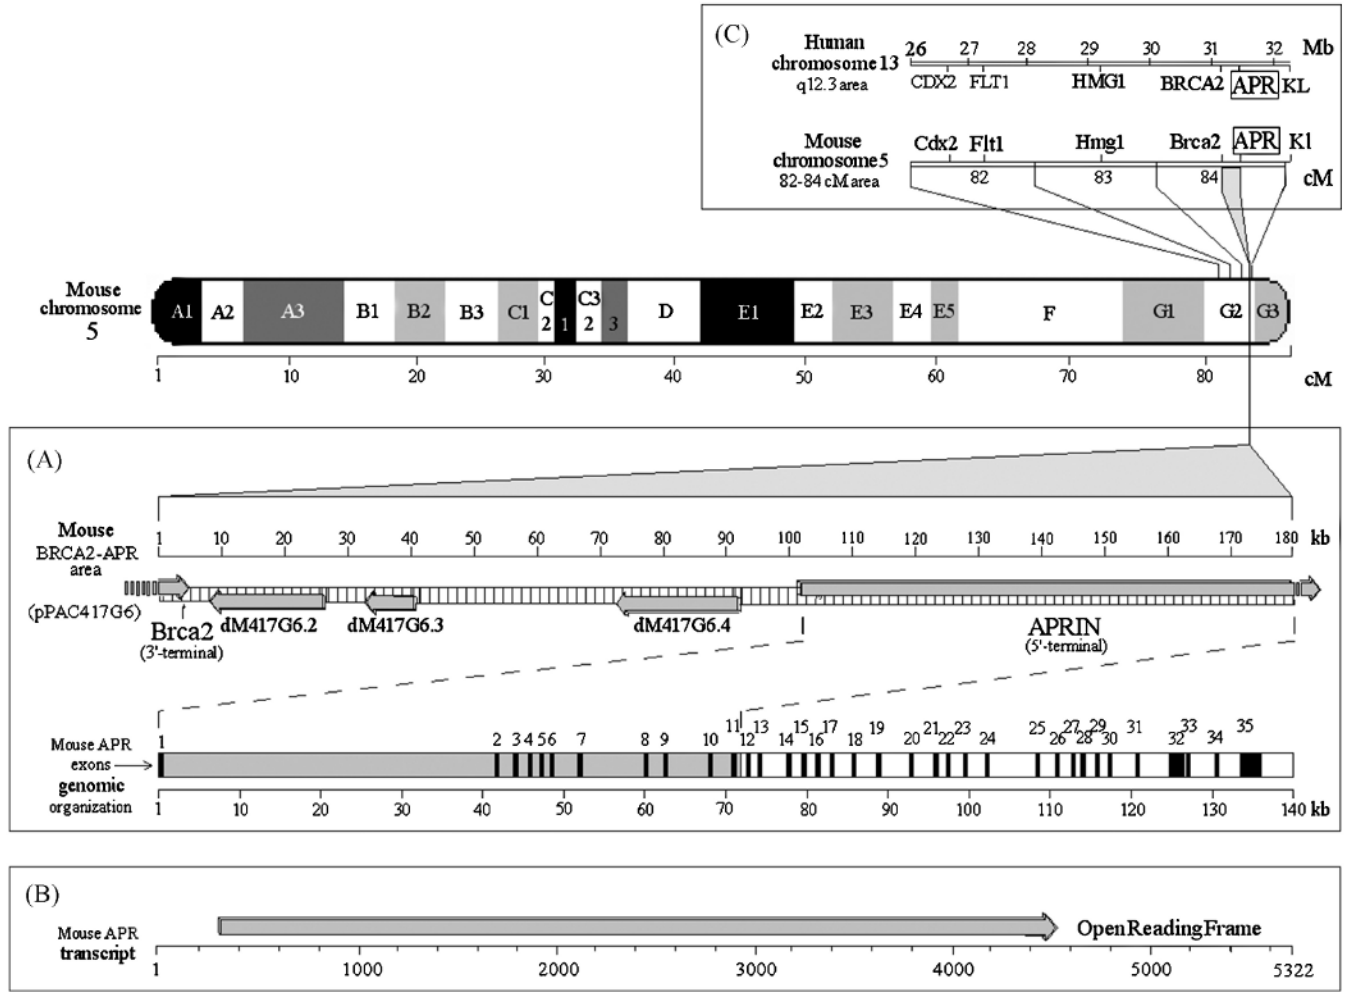 (C)
Human
chromosome 13
q12.3 area
26 27 28 29 30 31 32 Mb
CDX2 FLT1 HMG1 BRCA2 APR KL
Mouse
chromosome 5
82-84 cM area
Cdx2 Flt1 Hmg1 Brca2 APR Kl
82 83 84 cM
Mouse
chromosome
5
A1 A2 A3 B1 B2 B3 C1 C 2 1 C3 2 3 D E1 E2 E3 E4 E5 F G1 G2 G3
1 10 20 30 40 50 60 70 80 cM
(A)
Mouse
BRCA2-APR
area
1 10 20 30 40 50 60 70 80 90 100 110 120 130 140 150 160 170 180 kb
(pPAC417G6)
Brca2
(3'-terminal)
dM417G6.2 dM417G6.3 dM417G6.4
APRIN
(5'-terminal)
Mouse APR
exons
genomic
organization
1 2 3 4 5 6 7 8 9 10 11 12 13 14 15 16 17 18 19 20 21 22 23 24 25 26 27 28 29 30 31 32 33 34 35
1 10 20 30 40 50 60 70 80 90 100 110 120 130 140 kb
(B)
Mouse APR
transcript
Open Reading Frame
1 1000 2000 3000 4000 5000 5322